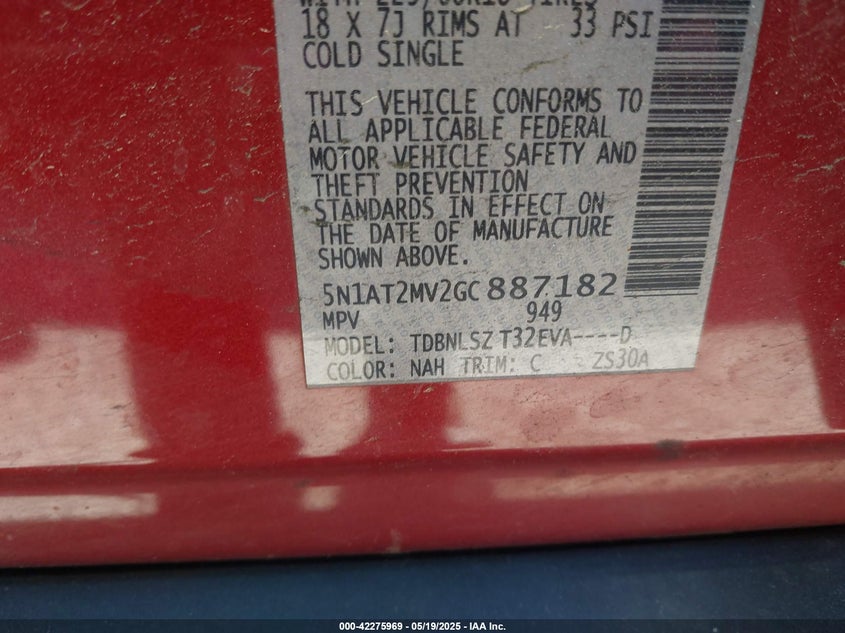 18 X 7J RIMS AT 33 PSI
COLD SINGLE
THIS VEHICLE CONFORMS TO
ALL APPLICABLE FEDERAL
MOTOR VEHICLE SAFETY AND
THEFT PREVENTION
STANDARDS IN EFFECT ON
THE DATE OF MANUFACTURE
SHOWN ABOVE.
5N1AT2MV2GC 887182
MPV 949
MODEL: TDBNLSZ T32EVA----D
COLOR: NAH TRIM: C ZS30A
000-42275969 - 05/19/2025 - IAA Inc.